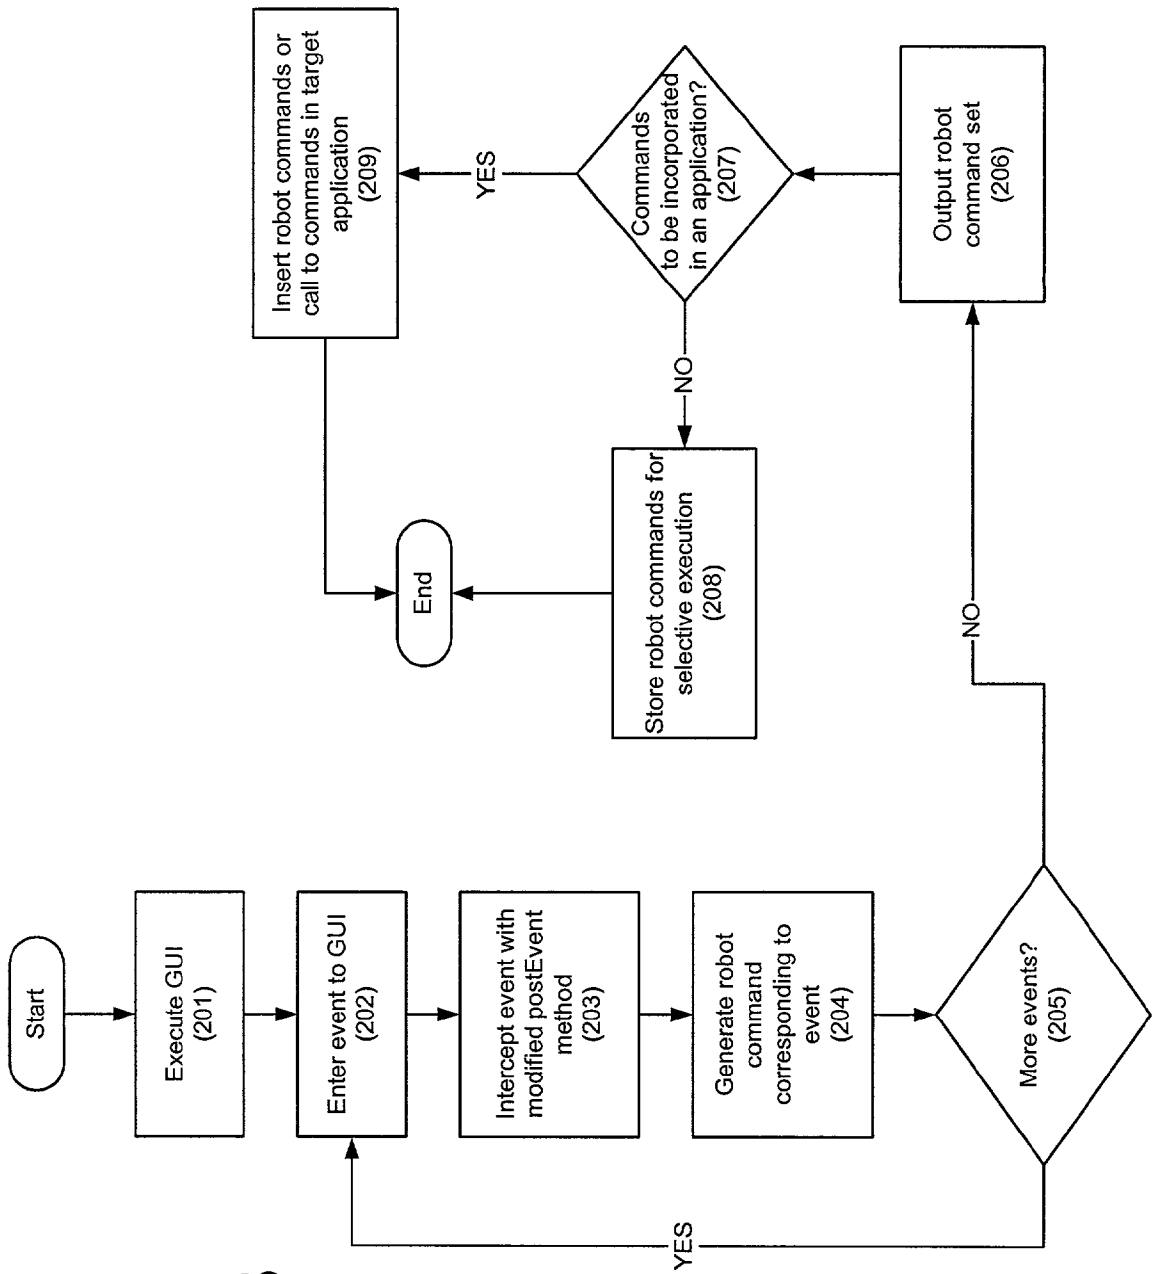 Start
Execute GUI
(201)
Enter event to GUI
(202)
Intercept event with
modified postEvent
method
(203)
Generate robot
command
corresponding to
event
(204)
More events?
(205)
YES
NO
Output robot
command set
(206)
Commands
to be incorporated
in an application?
(207)
NO
YES
Store robot commands for
selective execution
(208)
Insert robot commands or
call to commands in target
application
(209)
End